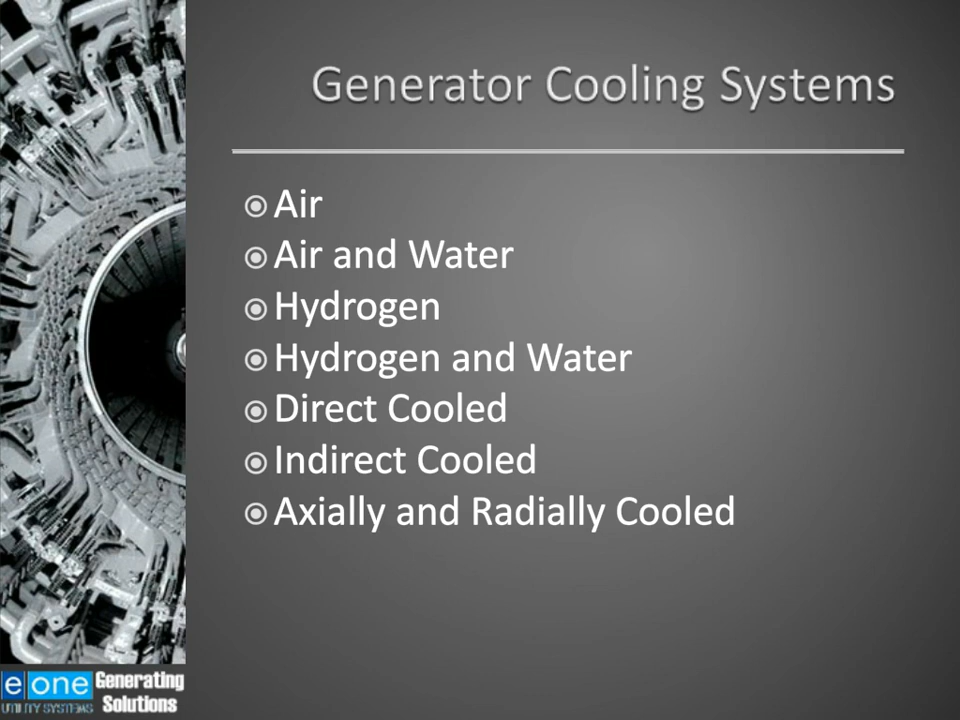 Generator Cooling Systems
Air
Air and Water
Hydrogen
Hydrogen and Water
Direct Cooled
Indirect Cooled
Axially and Radially Cooled
e one Generating
UTILITY SYSTEMS Solutions